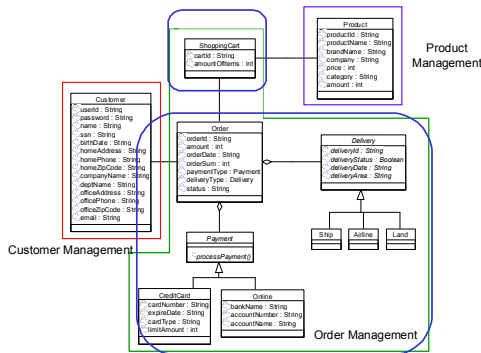 Product
productId : String
productName : String
brandName : String
company : String
price : int
category : String
amount : int
Product
Management
ShoppingCart
cartId : String
amountOfItems : int
Customer
userId : String
password : String
name : String
ssn : String
birthDate : String
homeAddress : String
homePhone : String
homeZipCode : String
companyName : String
deptName : String
officeAddress : String
officePhone : String
officeZipCode : String
email : String
Customer Management
Order
orderId : String
amount : int
orderDate : String
orderSum : int
paymentType : Payment
deliveryType : Delivery
status : String
Delivery
deliveryId : String
deliveryStatus : Boolean
deliveryDate : String
deliveryArea : String
Ship
Airline
Land
Payment
processPayment()
CreditCard
cardNumber : String
expireDate : String
cardType : String
limitAmount : int
Online
bankName : String
accountNumber : String
accountName : String
Order Management